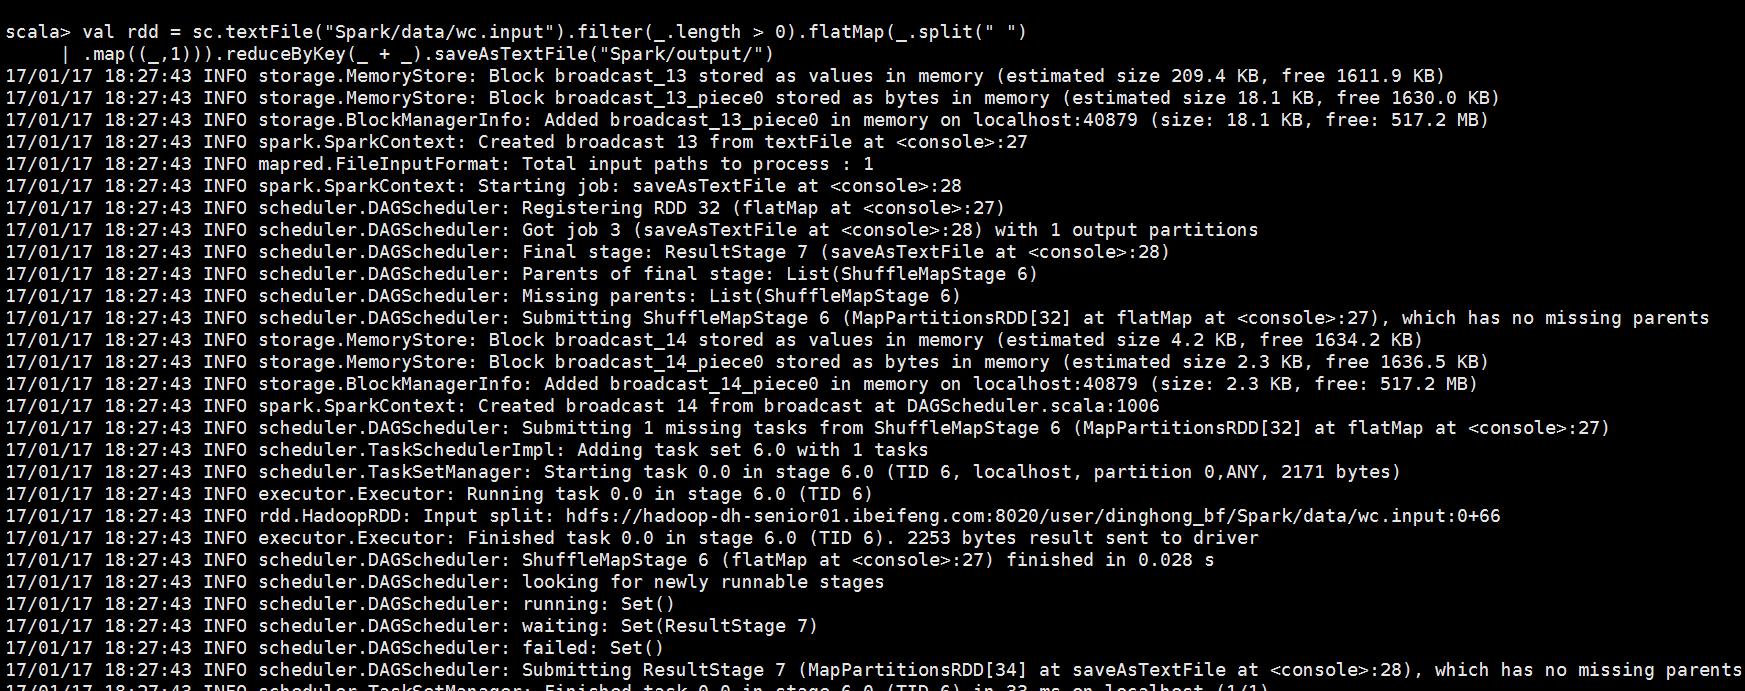 scala> val rdd = sc.textFile("Spark/data/wc.input").filter(_.length > 0).flatMap(_.split(" ")
     | .map((_,1))).reduceByKey(_ + _).saveAsTextFile("Spark/output/")
17/01/17 18:27:43 INFO storage.MemoryStore: Block broadcast_13 stored as values in memory (estimated size 209.4 KB, free 1611.9 KB)
17/01/17 18:27:43 INFO storage.MemoryStore: Block broadcast_13_piece0 stored as bytes in memory (estimated size 18.1 KB, free 1630.0 KB)
17/01/17 18:27:43 INFO storage.BlockManagerInfo: Added broadcast_13_piece0 in memory on localhost:40879 (size: 18.1 KB, free: 517.2 MB)
17/01/17 18:27:43 INFO spark.SparkContext: Created broadcast 13 from textFile at <console>:27
17/01/17 18:27:43 INFO mapred.FileInputFormat: Total input paths to process : 1
17/01/17 18:27:43 INFO spark.SparkContext: Starting job: saveAsTextFile at <console>:28
17/01/17 18:27:43 INFO scheduler.DAGScheduler: Registering RDD 32 (flatMap at <console>:27)
17/01/17 18:27:43 INFO scheduler.DAGScheduler: Got job 3 (saveAsTextFile at <console>:28) with 1 output partitions
17/01/17 18:27:43 INFO scheduler.DAGScheduler: Final stage: ResultStage 7 (saveAsTextFile at <console>:28)
17/01/17 18:27:43 INFO scheduler.DAGScheduler: Parents of final stage: List(ShuffleMapStage 6)
17/01/17 18:27:43 INFO scheduler.DAGScheduler: Missing parents: List(ShuffleMapStage 6)
17/01/17 18:27:43 INFO scheduler.DAGScheduler: Submitting ShuffleMapStage 6 (MapPartitionsRDD[32] at flatMap at <console>:27), which has no missing parents
17/01/17 18:27:43 INFO storage.MemoryStore: Block broadcast_14 stored as values in memory (estimated size 4.2 KB, free 1634.2 KB)
17/01/17 18:27:43 INFO storage.MemoryStore: Block broadcast_14_piece0 stored as bytes in memory (estimated size 2.3 KB, free 1636.5 KB)
17/01/17 18:27:43 INFO storage.BlockManagerInfo: Added broadcast_14_piece0 in memory on localhost:40879 (size: 2.3 KB, free: 517.2 MB)
17/01/17 18:27:43 INFO spark.SparkContext: Created broadcast 14 from broadcast at DAGScheduler.scala:1006
17/01/17 18:27:43 INFO scheduler.DAGScheduler: Submitting 1 missing tasks from ShuffleMapStage 6 (MapPartitionsRDD[32] at flatMap at <console>:27)
17/01/17 18:27:43 INFO scheduler.TaskSchedulerImpl: Adding task set 6.0 with 1 tasks
17/01/17 18:27:43 INFO scheduler.TaskSetManager: Starting task 0.0 in stage 6.0 (TID 6, localhost, partition 0,ANY, 2171 bytes)
17/01/17 18:27:43 INFO executor.Executor: Running task 0.0 in stage 6.0 (TID 6)
17/01/17 18:27:43 INFO rdd.HadoopRDD: Input split: hdfs://hadoop-dh-senior01.ibeifeng.com:8020/user/dinghong_bf/Spark/data/wc.input:0+66
17/01/17 18:27:43 INFO executor.Executor: Finished task 0.0 in stage 6.0 (TID 6). 2253 bytes result sent to driver
17/01/17 18:27:43 INFO scheduler.DAGScheduler: ShuffleMapStage 6 (flatMap at <console>:27) finished in 0.028 s
17/01/17 18:27:43 INFO scheduler.DAGScheduler: looking for newly runnable stages
17/01/17 18:27:43 INFO scheduler.DAGScheduler: running: Set()
17/01/17 18:27:43 INFO scheduler.DAGScheduler: waiting: Set(ResultStage 7)
17/01/17 18:27:43 INFO scheduler.DAGScheduler: failed: Set()
17/01/17 18:27:43 INFO scheduler.DAGScheduler: Submitting ResultStage 7 (MapPartitionsRDD[34] at saveAsTextFile at <console>:28), which has no missing parents
17/01/17 18:27:43 INFO scheduler.TaskSetManager: Finished task 0.0 in stage 6.0 (TID 6) in 33 ms on localhost (1/1)